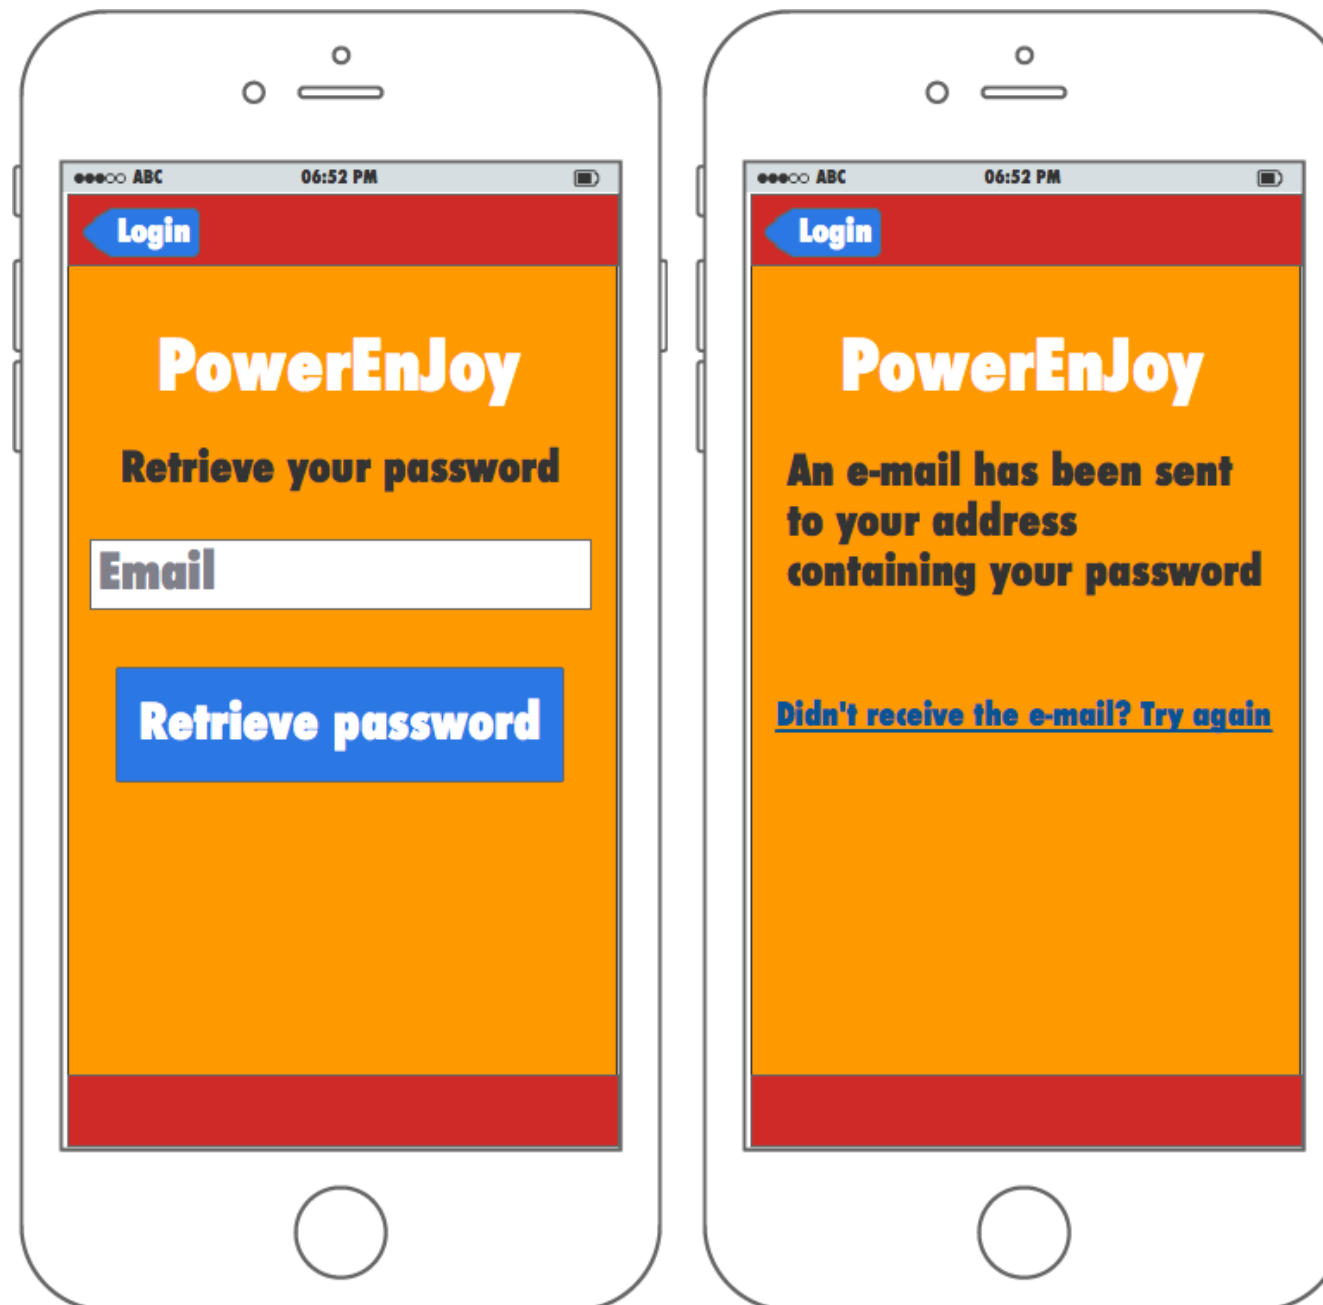 ABC 06:52 PM
Login
PowerEnJoy
Retrieve your password
Email
Retrieve password
ABC 06:52 PM
Login
PowerEnJoy
An e-mail has been sent
to your address
containing your password
Didn't receive the e-mail? Try again